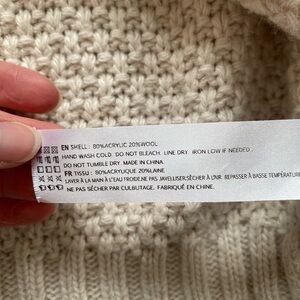 EN SHELL: 80%ACRYLIC 20%WOOL
HAND WASH COLD. DO NOT BLEACH. LINE DRY. IRON LOW IF NEEDED.
DO NOT TUMBLE DRY. MADE IN CHINA.
FR TISSU: 80%ACRYLIQUE 20%LAINE
LAVER À LA MAIN À L'EAU FROIDE.NE PAS JAVELLISER.SÉCHER À L'AIR. REPASSER À BASSE TEMPÉRATURE
NE PAS SÉCHER PAR CULBUTAGE. FABRIQUÉ EN CHINE.